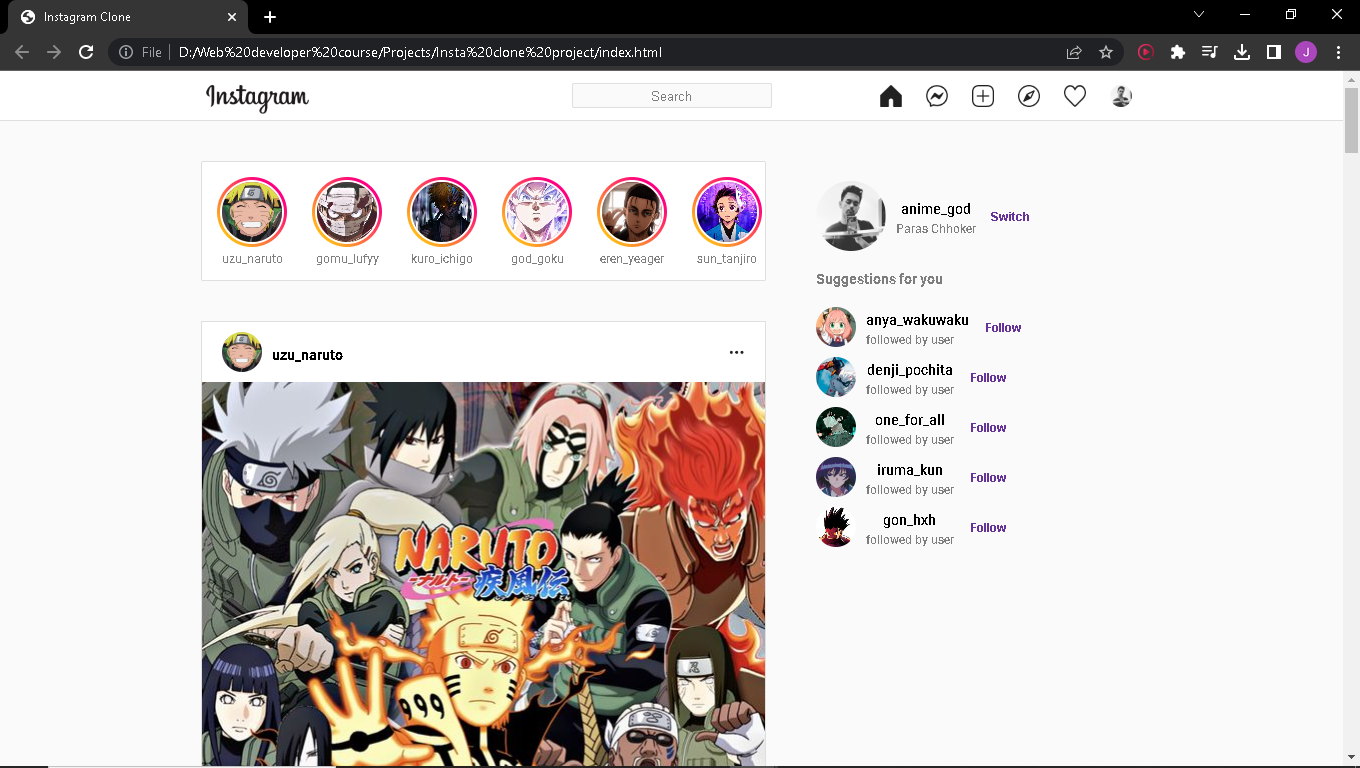 Instagram Clone
File
D:/Web%20developer%20course/Projects/Insta%20clone%20project/index.html
J
Instagram
Search
uzu_naruto
gomu_lufyy
kuro_ichigo
god_goku
eren_yeager
sun_tanjiro
anime_god
Paras Chhoker
Switch
Suggestions for you
uzu_naruto
anya_wakuwaku
followed by user
Follow
denji_pochita
followed by user
Follow
one_for_all
followed by user
Follow
iruma_kun
followed by user
Follow
gon_hxh
followed by user
Follow
NARUTO
ーナルトー
疾風伝